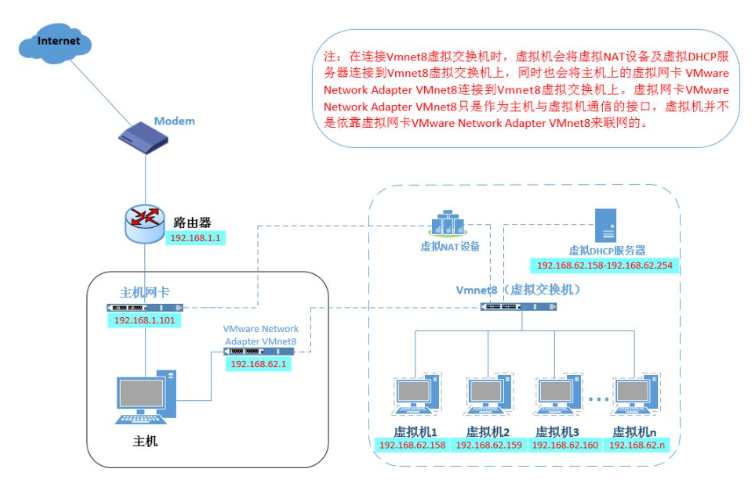 Internet
注：在连接Vmnet8虚拟交换机时，虚拟机会将虚拟NAT设备及虚拟DHCP服
务器连接到Vmnet8虚拟交换机上，同时也会将主机上的虚拟网卡 VMware
Network Adapter VMnet8连接到Vmnet8虚拟交换机上。虚拟网卡VMware
Network Adapter VMnet8只是作为主机与虚拟机通信的接口，虚拟机并不
是依靠虚拟网卡VMware Network Adapter VMnet8来联网的。
Modem
路由器
192.168.1.1
虚拟NAT设备
虚拟DHCP服务器
192.168.62.158-192.168.62.254
主机网卡
192.168.1.101
Vmnet8（虚拟交换机）
VMware Network
Adapter VMnet8
192.168.62.1
主机
虚拟机1
192.168.62.158
虚拟机2
192.168.62.159
虚拟机3
192.168.62.160
虚拟机n
192.168.62.n